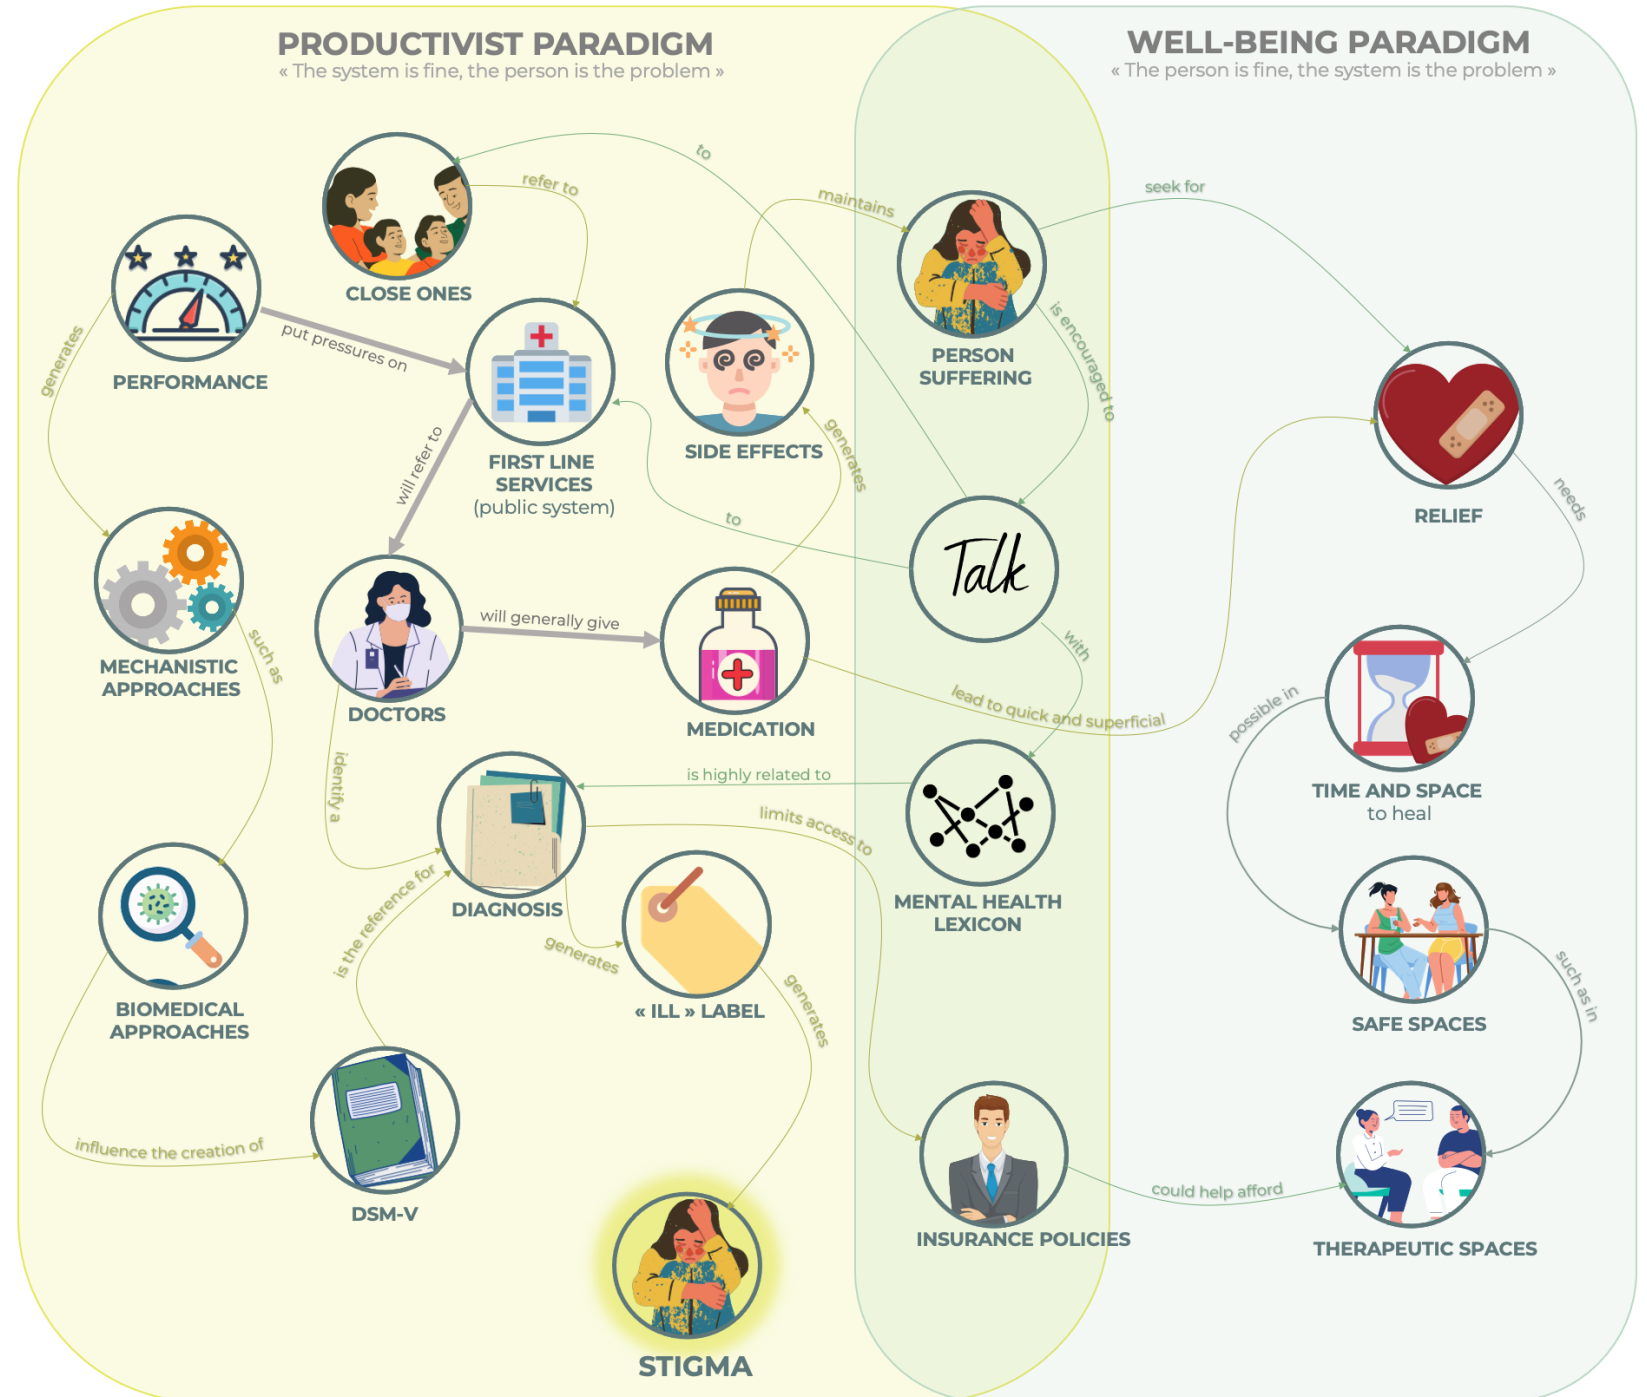 PRODUCTIVIST PARADIGM
« The system is fine, the person is the problem »
WELL-BEING PARADIGM
« The person is fine, the system is the problem »
to
refer to
maintains
seek for
CLOSE ONES
generates
PERFORMANCE
put pressures on
is encouraged to
PERSON
SUFFERING
will refer to
FIRST LINE
SERVICES
(public system)
SIDE EFFECTS
generates
to
Talk
RELIEF
needs
MECHANISTIC
APPROACHES
such as
DOCTORS
will generally give
MEDICATION
with
lead to quick and superficial
possible in
TIME AND SPACE
to heal
identify a
is highly related to
limits access to
DIAGNOSIS
MENTAL HEALTH
LEXICON
is the reference for
generates
« ILL » LABEL
generates
BIOMEDICAL
APPROACHES
SAFE SPACES
such as in
influence the creation of
DSM-V
could help afford
INSURANCE POLICIES
THERAPEUTIC SPACES
STIGMA